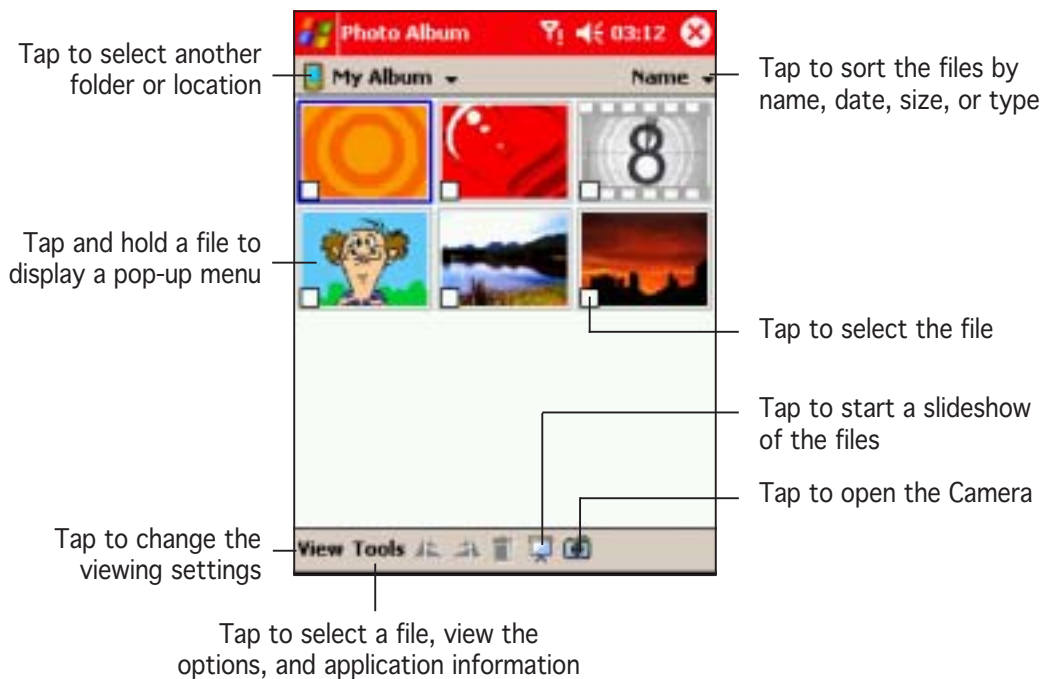 Photo Album 03:12
Tap to select another
folder or location
My Album
Name
Tap to sort the files by
name, date, size, or type
8
Tap and hold a file to
display a pop-up menu
Tap to select the file
Tap to start a slideshow
of the files
Tap to open the Camera
Tap to change the
viewing settings
View Tools
Tap to select a file, view the
options, and application information